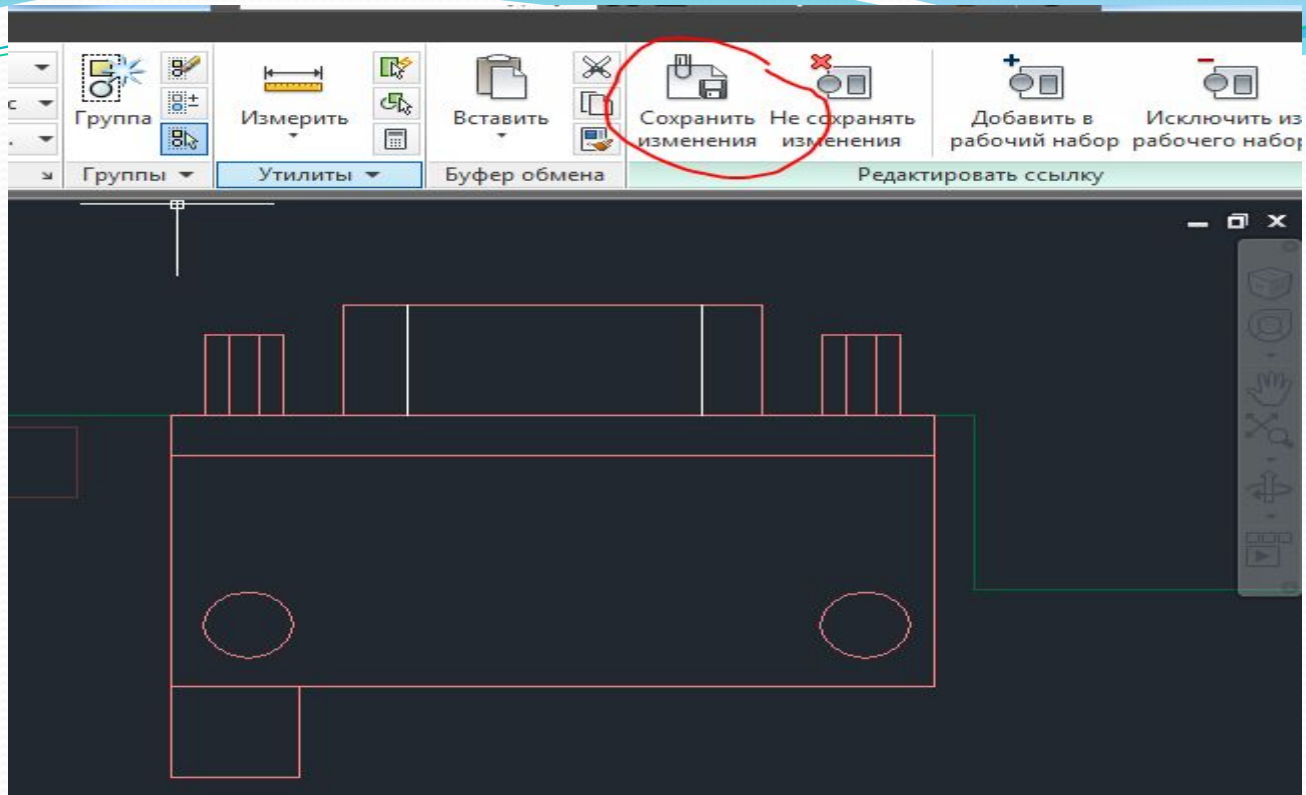 с
Группа
Измерить
Вставить
Сохранить
изменения
Не сохранять
изменения
Добавить в
рабочий набор
Исключить из
рабочего набор
Группы
Утилиты
Буфер обмена
Редактировать ссылку